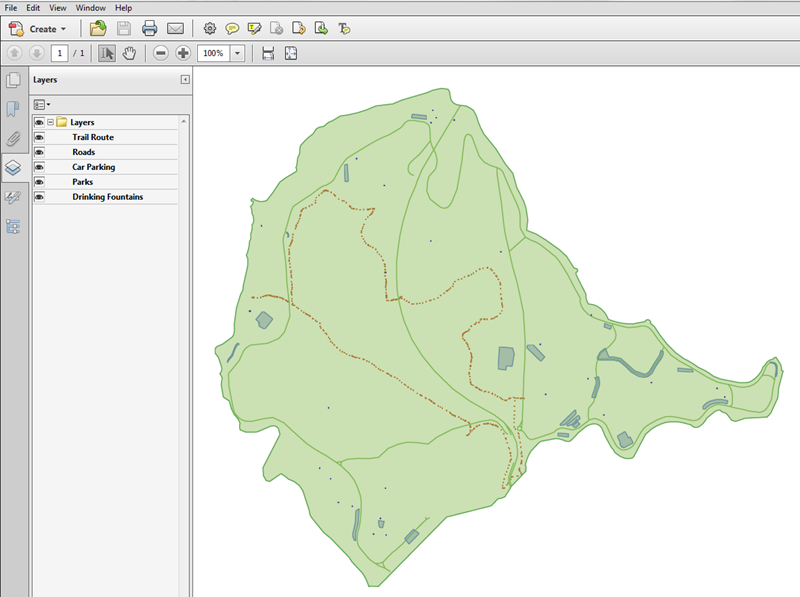 File Edit View Window Help
Create
1 / 1 100%
Layers
Layers
Trail Route
Roads
Car Parking
Parks
Drinking Fountains